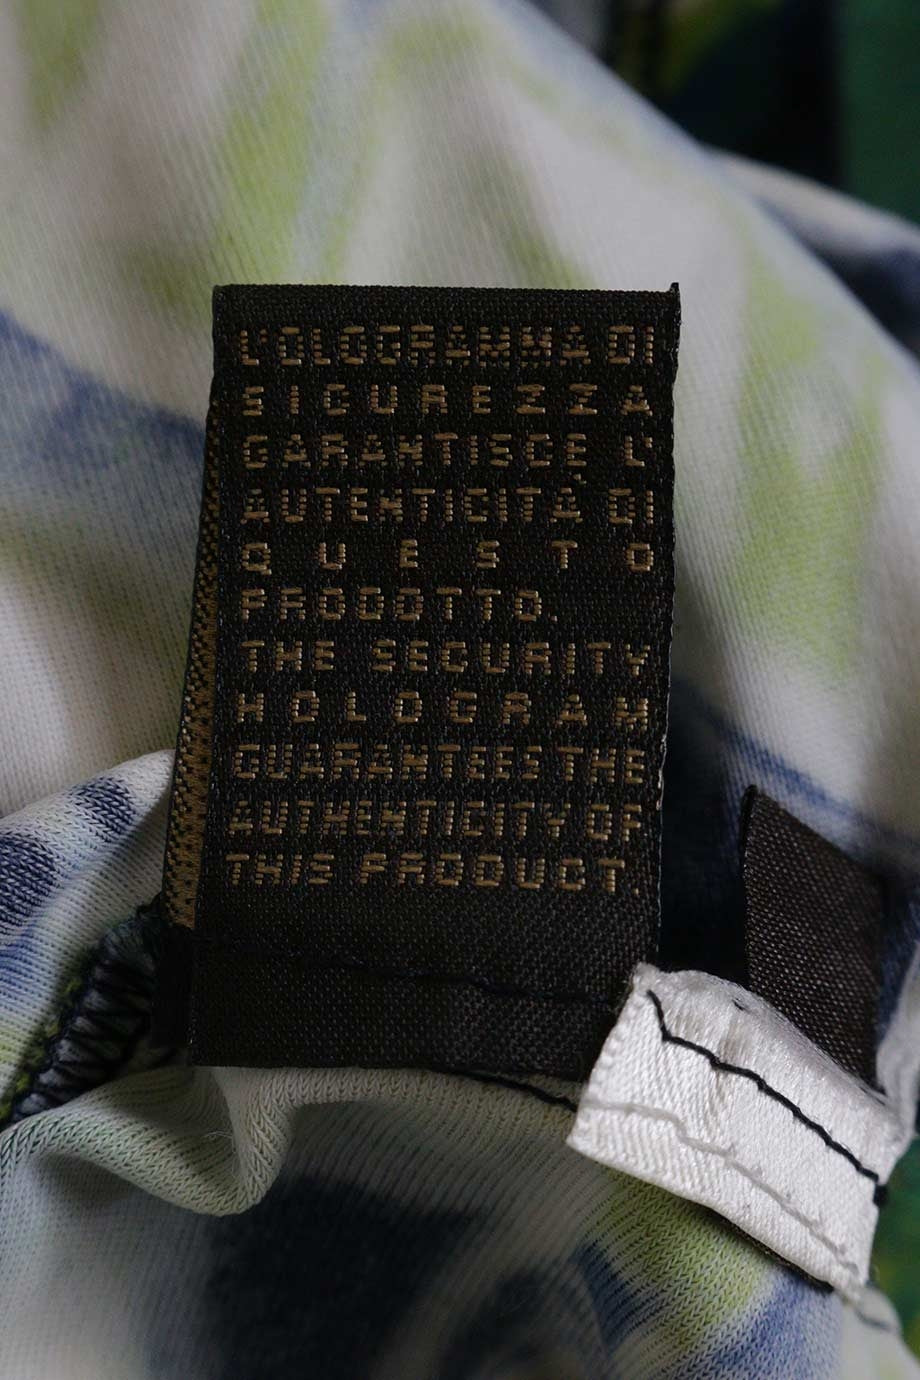 L'OLOGRAMMA DI
SICUREZZA
GARANTISCE L'
AUTENTICITÀ DI
QUESTO
PRODOTTO.
THE SECURITY
HOLOGRAM
GUARANTEES THE
AUTHENTICITY OF
THIS PRODUCT.